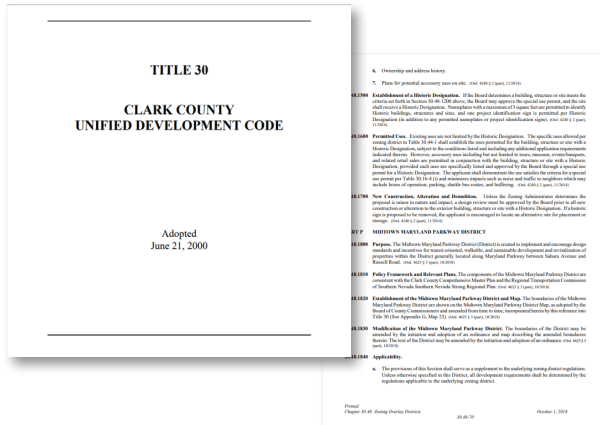 TITLE 30
CLARK COUNTY
UNIFIED DEVELOPMENT CODE
Adopted
June 21, 2000
6. Ownership and address history.
7. Plans for potential accessory uses on site. (Ord. 4240 § 2 (part), 11/2014)
.48.1500 Establishment of a Historic Designation. If the Board determines a building, structure or site meets the
criteria set forth in Section 30.48.1200 above, the Board may approve the special use permit, and the site
shall receive a Historic Designation. Nameplates with a maximum of 3 square feet are permitted to identify
Historic buildings, structures and sites, and one project identification sign is permitted per Historic
Designation (in addition to any permitted nameplates or project identification signs). (Ord. 4240 § 2 (part),
11/2014)
48.1600 Permitted Uses. Existing uses are not limited by the Historic Designation. The specific uses allowed per
zoning district in Table 30.44-1 shall establish the uses permitted for the building, structure or site with a
Historic Designation, subject to the conditions listed and including any additional application requirements
indicated therein. However, accessory uses including but not limited to tours, museum, events/banquets,
and related retail sales are permitted in conjunction with the building, structure or site with a Historic
Designation, provided such uses are specifically listed and approved by the Board through a special use
permit for a Historic Designation. The applicant shall demonstrate the use satisfies the criteria for a special
use permit per Table 30.16-4 (i) and minimizes impacts such as noise and traffic to neighbors which may
include hours of operation, parking, shuttle bus routes, and buffering. (Ord. 4240 § 2 (part), 11/2014)
48.1700 New Construction, Alteration and Demolition. Unless the Zoning Administrator determines the
proposal is minor in nature and impact, a design review must be approved by the Board prior to all new
construction or alteration to the exterior building, structure or site with a Historic Designation. If a historic
sign is proposed to be removed, the applicant is encouraged to locate an alternative site for placement or
storage. (Ord. 4240 § 2 (part), 11/2014)
RT P MIDTOWN MARYLAND PARKWAY DISTRICT
48.1800 Purpose. The Midtown Maryland Parkway District (District) is created to implement and encourage design
standards and incentives for transit-oriented, walkable, and sustainable development and revitalization of
properties within the District generally located along Maryland Parkway between Sahara Avenue and
Russell Road. (Ord. 4625 § 3 (part), 10/2018)
48.1810 Policy Framework and Relevant Plans. The components of the Midtown Maryland Parkway District are
consistent with the Clark County Comprehensive Master Plan and the Regional Transportation Commission
of Southern Nevada Southern Nevada Strong Regional Plan. (Ord. 4625 § 3 (part), 10/2018)
48.1820 Establishment of the Midtown Maryland Parkway District and Map. The boundaries of the Midtown
Maryland Parkway District are shown on the Midtown Maryland Parkway District Map, as adopted by the
Board of County Commissioners and amended from time to time, incorporated herein by this reference into
Title 30 (See Appendix G, Map 23). (Ord. 4625 § 3 (part), 10/2018)
48.1830 Modification of the Midtown Maryland Parkway District. The boundaries of the District may be
amended by the initiation and adoption of an ordinance and map describing the amended boundaries
therein. The text of the District may be amended by the initiation and adoption of an ordinance. (Ord. 4625 § 3
(part), 10/2018)
.48.1840 Applicability.
a. The provisions of this Section shall serve as a supplement to the underlying zoning district regulations.
Unless otherwise specified in this District, all development requirements shall be determined by the
regulations applicable to the underlying zoning district.
Printed
Chapter 30.48: Zoning Overlay Districts October 1, 2018
30.48-70